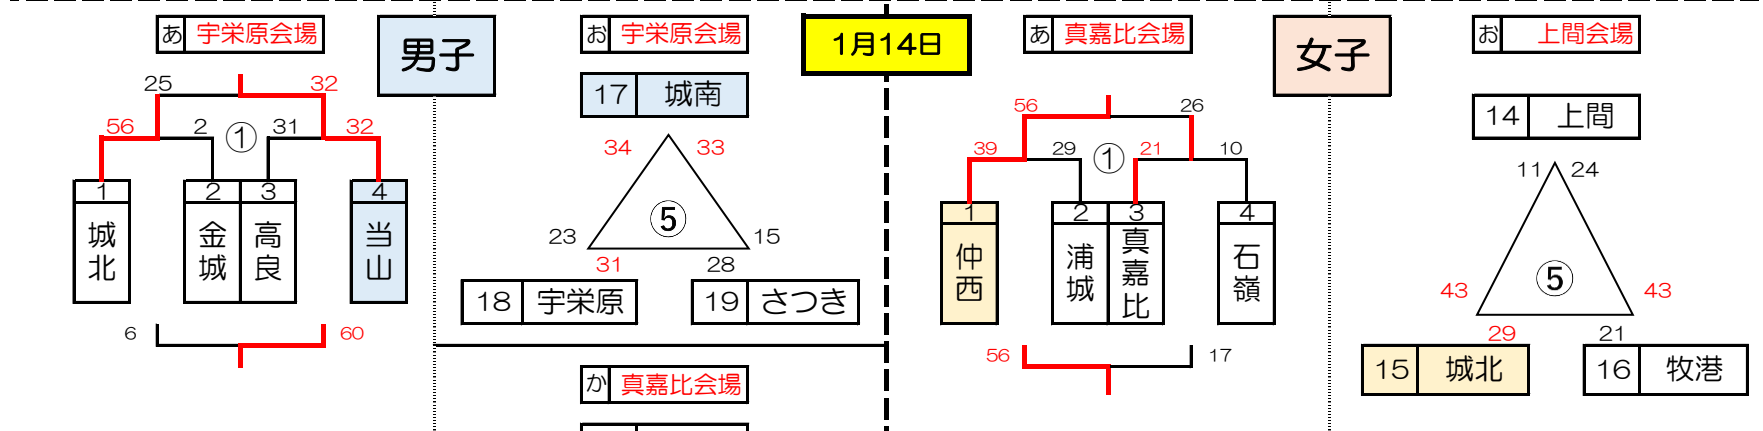 あ 宇栄原会場
男子
お 宇栄原会場
1月14日
あ 真嘉比会場
女子
お 上間会場
25 32
56 2 ① 31 32
1 2 3 4
城北
金城
高良
当山
6 60
17 城南
34 33
⑤
23 15
31 28
18 宇栄原
19 さつき
か 真嘉比会場
56 26
39 29 ① 21 10
1 2 3 4
仲西
浦城
真嘉比
石嶺
56 17
14 上間
11 24
⑤
43 43
29 21
15 城北
16 牧港